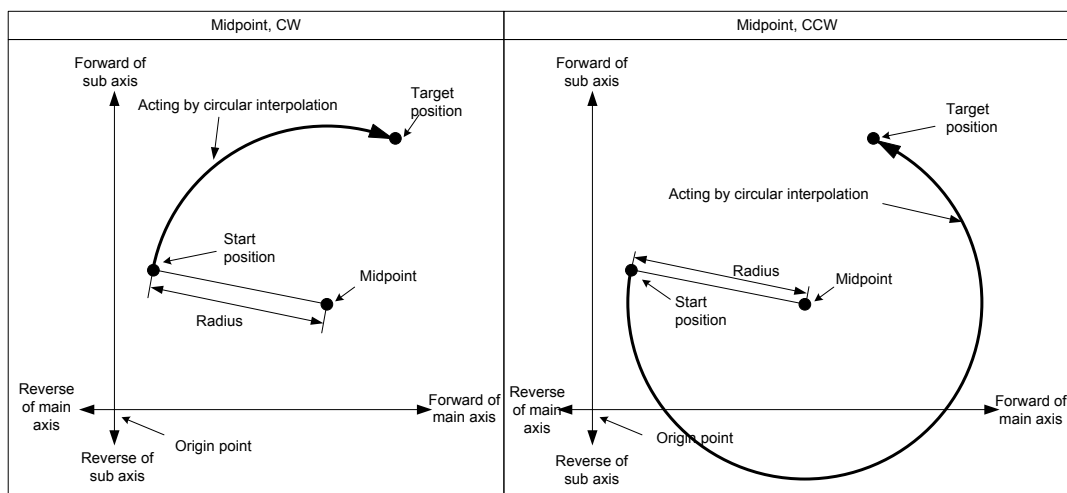 Midpoint, CW
Forward of
sub axis
Acting by circular interpolation
Target
position
Start
position
Midpoint
Radius
Reverse
of main
axis
Forward of
main axis
Origin point
Reverse of
sub axis
Midpoint, CCW
Forward of
sub axis
Target
position
Acting by circular interpolation
Radius
Midpoint
Start
position
Reverse
of main
axis
Forward of
main axis
Origin point
Reverse of
sub axis